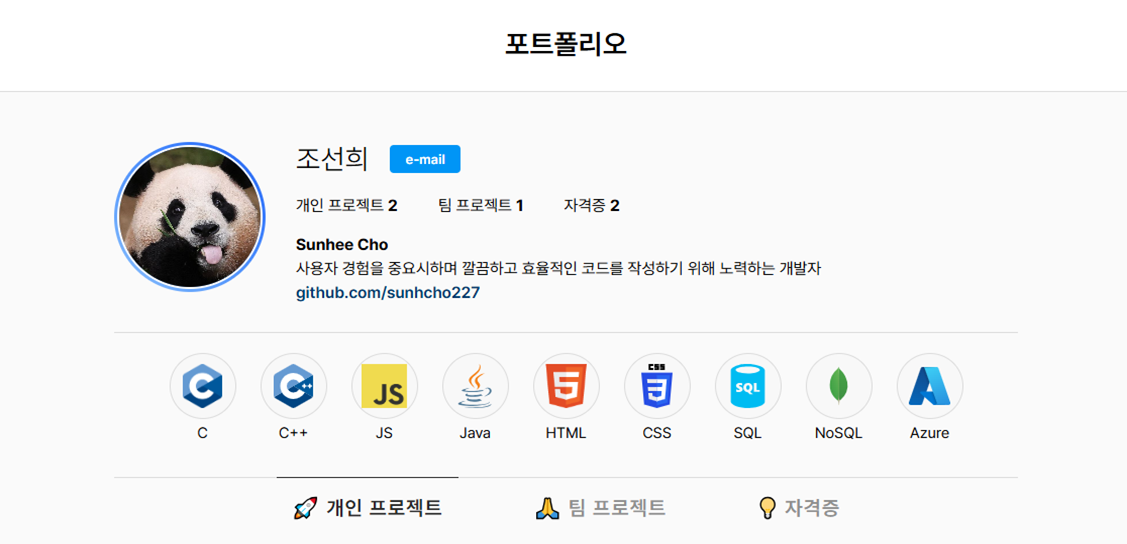 포트폴리오
조선희 e-mail
개인 프로젝트 2 팀 프로젝트 1 자격증 2
Sunhee Cho
사용자 경험을 중요시하며 깔끔하고 효율적인 코드를 작성하기 위해 노력하는 개발자
github.com/sunhcho227
C C++ JS 5 CSS 3 SQL
C C++ JS Java HTML CSS SQL NoSQL Azure
개인 프로젝트 팀 프로젝트 자격증